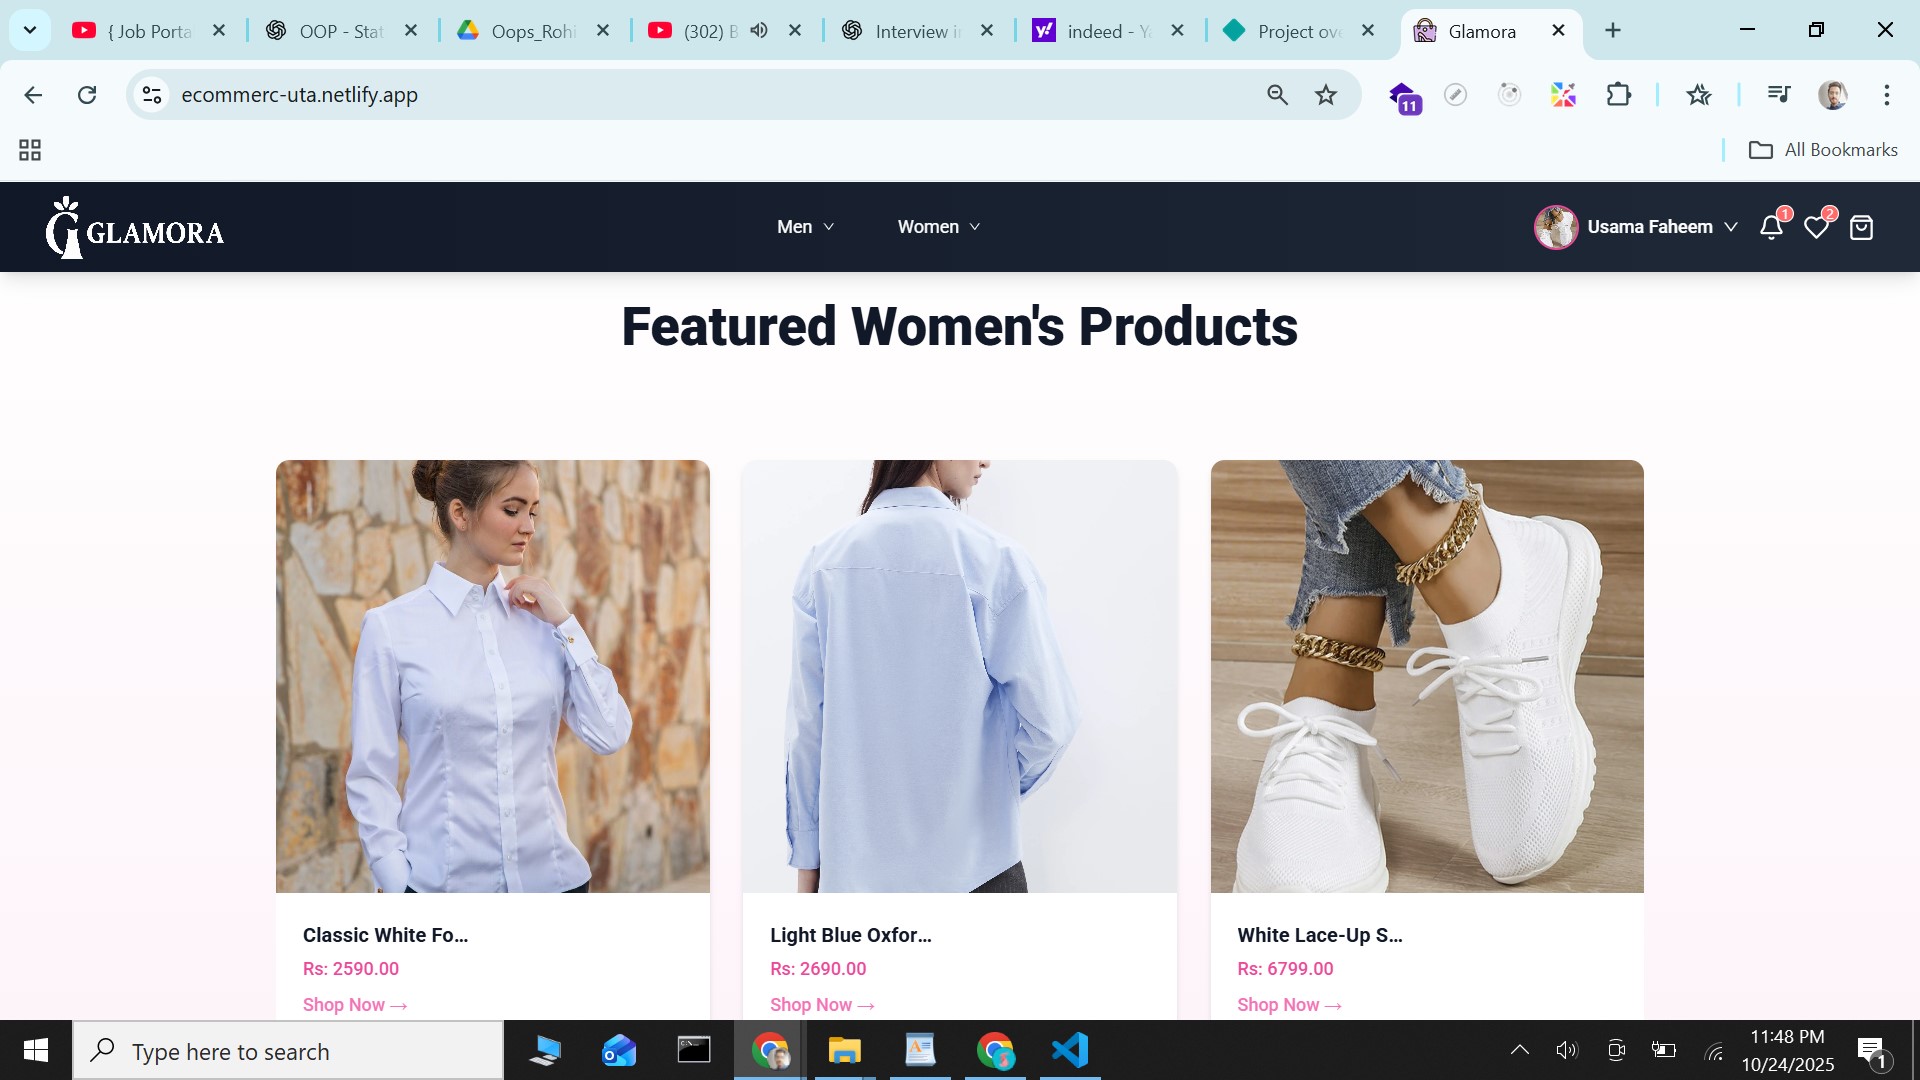 { Job Porta
OOP - Stat
Oops_Rohi
(302) B
Interview i
indeed - Ya
Project ove
Glamora
ecommerc-uta.netlify.app
11
All Bookmarks
GLAMORA
Men
Women
Usama Faheem
1
2
Featured Women's Products
Classic White Fo...
Rs: 2590.00
Shop Now →
Light Blue Oxfor...
Rs: 2690.00
Shop Now →
White Lace-Up S...
Rs: 6799.00
Shop Now →
Type here to search
11:48 PM
10/24/2025
1